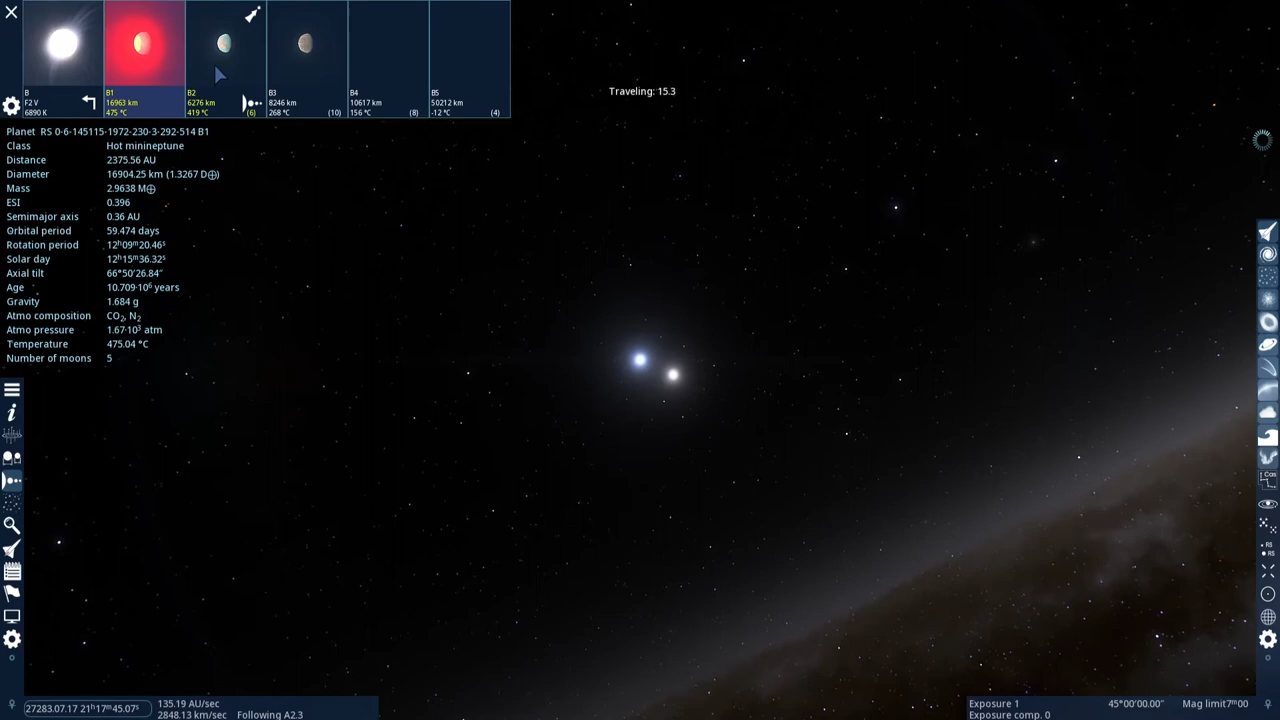 B
F2 V
6890 K
B1
16963 km
475 °C
B2
6276 km
419 °C
(6)
B3
8246 km
268 °C
(10)
B4
10617 km
156 °C
(8)
B5
50212 km
-12 °C
(4)
Traveling: 15.3
Planet RS 0-6-145115-1972-230-3-292-514 B1
Class Hot minineptune
Distance 2375.56 AU
Diameter 16904.25 km (1.3267 D⊕)
Mass 2.9638 M⊕
ESI 0.396
Semimajor axis 0.36 AU
Orbital period 59.474 days
Rotation period 12ʰ09ᵐ20.46ˢ
Solar day 12ʰ15ᵐ36.32ˢ
Axial tilt 66°50′26.84″
Age 10.709·10⁶ years
Gravity 1.684 g
Atmo composition CO₂, N₂
Atmo pressure 1.67·10³ atm
Temperature 475.04 °C
Number of moons 5
Con
RS
RS
27283.07.17 21ʰ17ᵐ45.07ˢ
135.19 AU/sec
2848.13 km/sec Following A2.3
Exposure 1 45°00′00.00″ Mag limit7ᵐ00
Exposure comp. 0